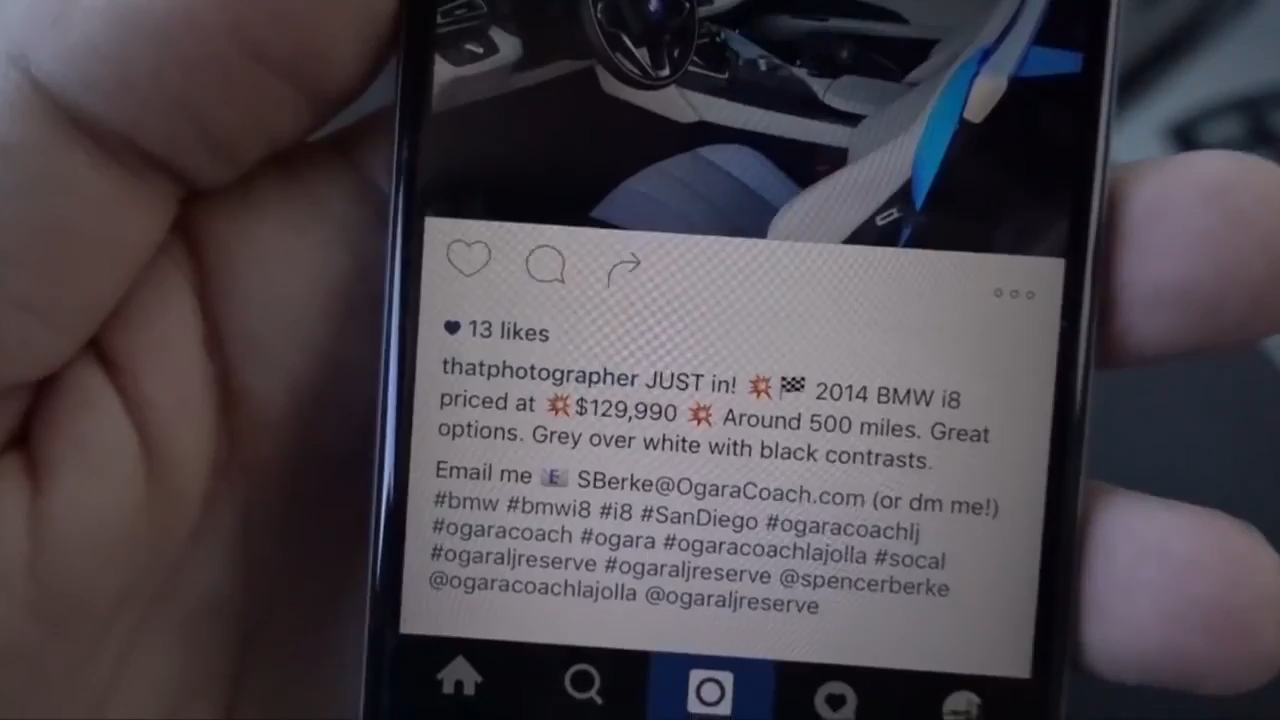 13 likes
thatphotographer JUST in! 💥🏁 2014 BMW i8
priced at 💥$129,990 💥 Around 500 miles. Great
options. Grey over white with black contrasts.
Email me 📧 SBerke@OgaraCoach.com (or dm me!)
#bmw #bmwi8 #i8 #SanDiego #ogaracoachlj
#ogaracoach #ogara #ogaracoachlajolla #socal
#ogaraljreserve #ogaraljreserve @spencerberke
@ogaracoachlajolla @ogaraljreserve